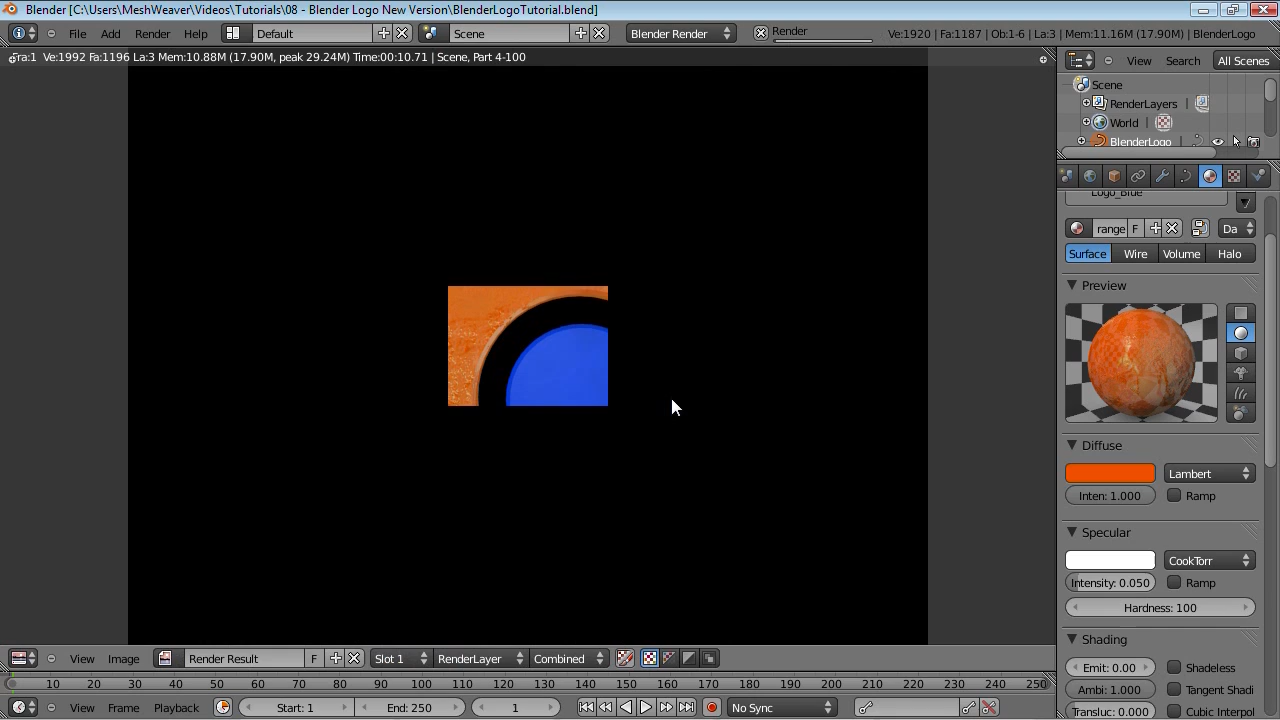 Blender [C:\Users\MeshWeaver\Videos\Tutorials\08 - Blender Logo New Version\BlenderLogoTutorial.blend]
File Add Render Help Default Scene Blender Render Render Ve:1920 | Fa:1187 | Ob:1-6 | La:3 | Mem:11.16M (17.90M) | BlenderLogo
ra:1 Ve:1992 Fa:1196 La:3 Mem:10.88M (17.90M, peak 29.24M) Time:00:10.71 | Scene, Part 4-100
View Search All Scenes
Scene
RenderLayers |
World |
BlenderLogo |
Logo_Blue
range F Da
Surface Wire Volume Halo
Preview
Diffuse
Lambert
Inten: 1.000 Ramp
Specular
CookTorr
Intensity: 0.050 Ramp
Hardness: 100
Shading
Emit: 0.00 Shadeless
Ambi: 1.000 Tangent Shadi
Transluc: 0.000 Cubic Interpol
View Image Render Result F Slot 1 RenderLayer Combined
10 20 30 40 50 60 70 80 90 100 110 120 130 140 150 160 170 180 190 200 210 220 230 240 250
View Frame Playback Start: 1 End: 250 1 No Sync